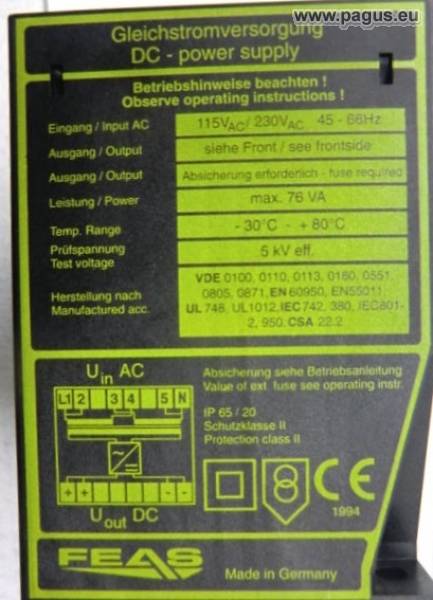 www.pagus.eu
Gleichstromversorgung
DC - power supply
Betriebshinweise beachten !
Observe operating instructions !
Eingang / Input AC 115VAC/ 230VAC, 45 - 66Hz
Ausgang / Output siehe Front / see frontside
Ausgang / Output Absicherung erforderlich - fuse required
Leistung / Power max. 76 VA
Temp. Range - 30°C - + 80°C
Prüfspannung
Test voltage 5 kV eff.
Herstellung nach
Manufactured acc.
VDE 0100, 0110, 0113, 0160, 0551,
0805, 0871, EN 60950, EN55011,
UL 748, UL1012, IEC 742, 380, IEC801-
2, 950, CSA 22.2
Uin AC
L1 2 3 4 5 N
+ + - -
Uout DC
Absicherung siehe Betriebsanleitung
Value of ext. fuse see operating instr.
IP 65 / 20
Schutzklasse II
Protection class II
CE
1994
FEAS
Made in Germany